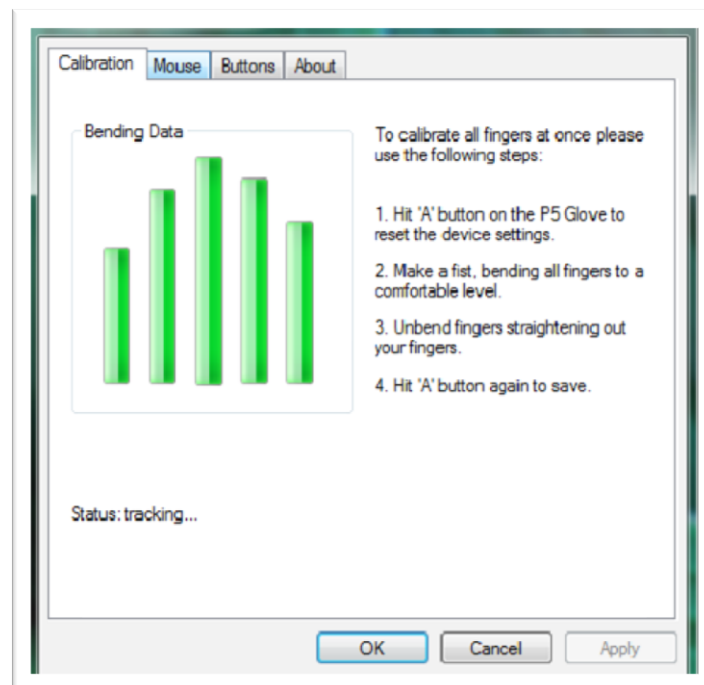 Calibration Mouse Buttons About
Bending Data
To calibrate all fingers at once please
use the following steps:
1. Hit 'A' button on the P5 Glove to
reset the device settings.
2. Make a fist, bending all fingers to a
comfortable level.
3. Unbend fingers straightening out
your fingers.
4. Hit 'A' button again to save.
Status: tracking...
OK Cancel Apply